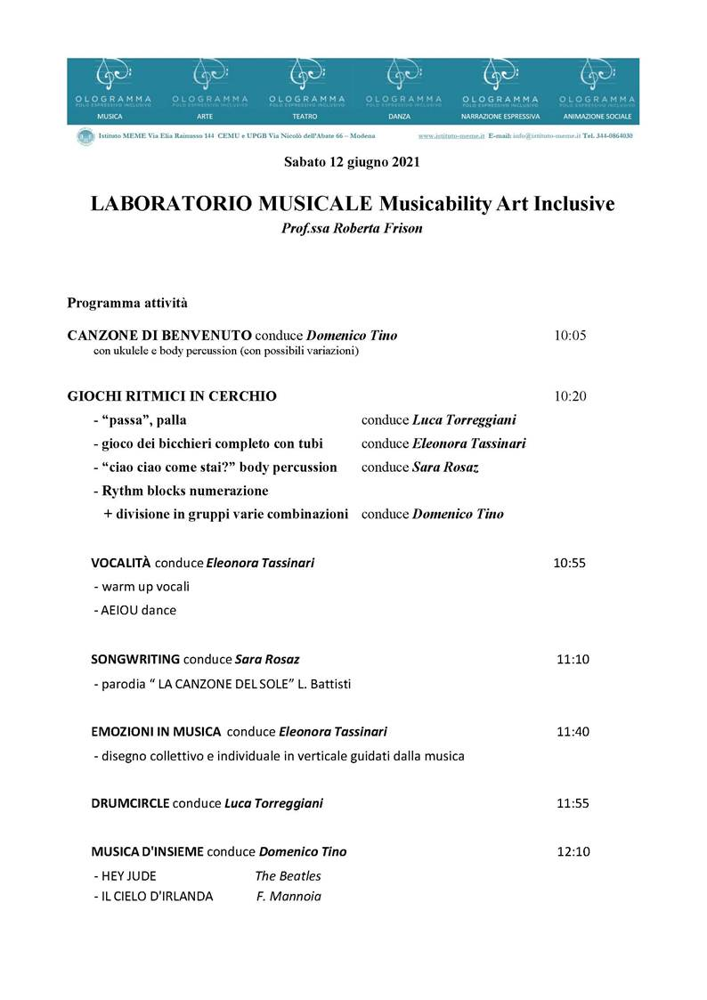 OLOGRAMMA OLOGRAMMA OLOGRAMMA OLOGRAMMA OLOGRAMMA OLOGRAMMA
POLO ESPRESSIVO INCLUSIVO POLO ESPRESSIVO INCLUSIVO POLO ESPRESSIVO INCLUSIVO POLO ESPRESSIVO INCLUSIVO POLO ESPRESSIVO INCLUSIVO POLO ESPRESSIVO INCLUSIVO
MUSICA ARTE TEATRO DANZA NARRAZIONE ESPRESSIVA ANIMAZIONE SOCIALE
Istituto MEME Via Elia Rainusso 144 CEMU e UPGB Via Nicolò dell'Abate 66 – Modena www.istituto-meme.it E-mail: info@istituto-meme.it Tel. 344-0864030
Sabato 12 giugno 2021
LABORATORIO MUSICALE Musicability Art Inclusive
Prof.ssa Roberta Frison
Programma attività
CANZONE DI BENVENUTO conduce Domenico Tino 10:05
con ukulele e body percussion (con possibili variazioni)
GIOCHI RITMICI IN CERCHIO 10:20
- “passa”, palla conduce Luca Torreggiani
- gioco dei bicchieri completo con tubi conduce Eleonora Tassinari
- “ciao ciao come stai?” body percussion conduce Sara Rosaz
- Rythm blocks numerazione
+ divisione in gruppi varie combinazioni conduce Domenico Tino
VOCALITÀ conduce Eleonora Tassinari 10:55
- warm up vocali
- AEIOU dance
SONGWRITING conduce Sara Rosaz 11:10
- parodia “ LA CANZONE DEL SOLE” L. Battisti
EMOZIONI IN MUSICA conduce Eleonora Tassinari 11:40
- disegno collettivo e individuale in verticale guidati dalla musica
DRUMCIRCLE conduce Luca Torreggiani 11:55
MUSICA D'INSIEME conduce Domenico Tino 12:10
- HEY JUDE The Beatles
- IL CIELO D'IRLANDA F. Mannoia